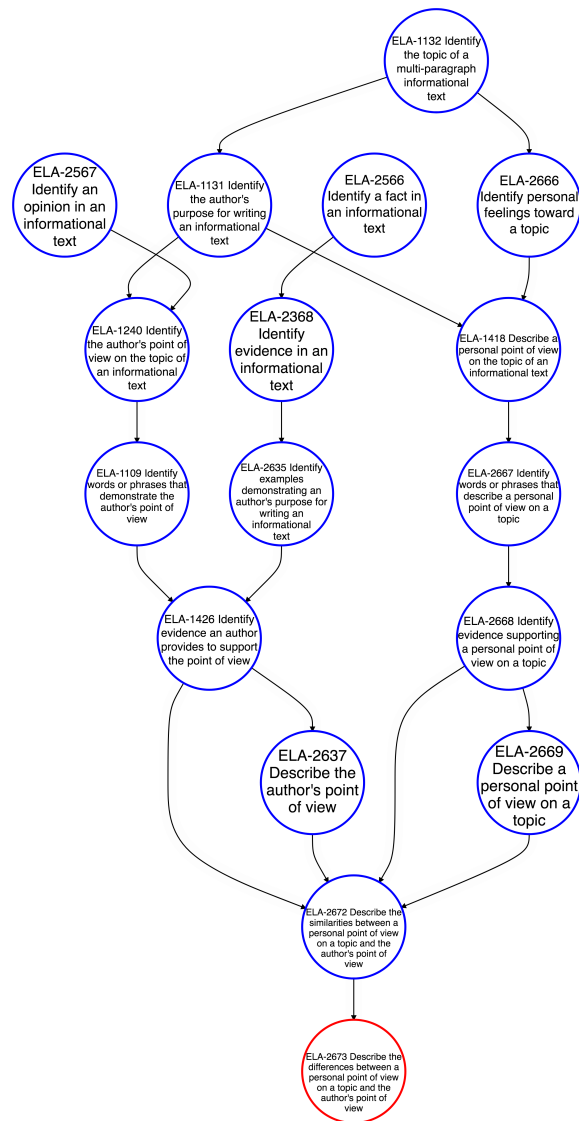 ELA-1132 Identify
the topic of a
multi-paragraph
informational
text
ELA-2567
Identify an
opinion in an
informational
text
ELA-1131 Identify
the author's
purpose for writing
an informational
text
ELA-2566
Identify a fact in
an informational
text
ELA-2666
Identify personal
feelings toward
a topic
ELA-1240 Identify
the author's point of
view on the topic of
an informational
text
ELA-2368
Identify
evidence in an
informational
text
ELA-1418 Describe a
personal point of view
on the topic of an
informational text
ELA-1109 Identify
words or phrases that
demonstrate the
author's point of
view
ELA-2635 Identify
examples
demonstrating an
author's purpose for
writing an
informational
text
ELA-2667 Identify
words or phrases that
describe a personal
point of view on a
topic
ELA-1426 Identify
evidence an author
provides to support
the point of view
ELA-2668 Identify
evidence supporting
a personal point of
view on a topic
ELA-2637
Describe the
author's point
of view
ELA-2669
Describe a
personal point
of view on a
topic
ELA-2672 Describe the
similarities between a
personal point of view
on a topic and the
author's point of
view
ELA-2673 Describe the
differences between a
personal point of view
on a topic and the
author's point of
view